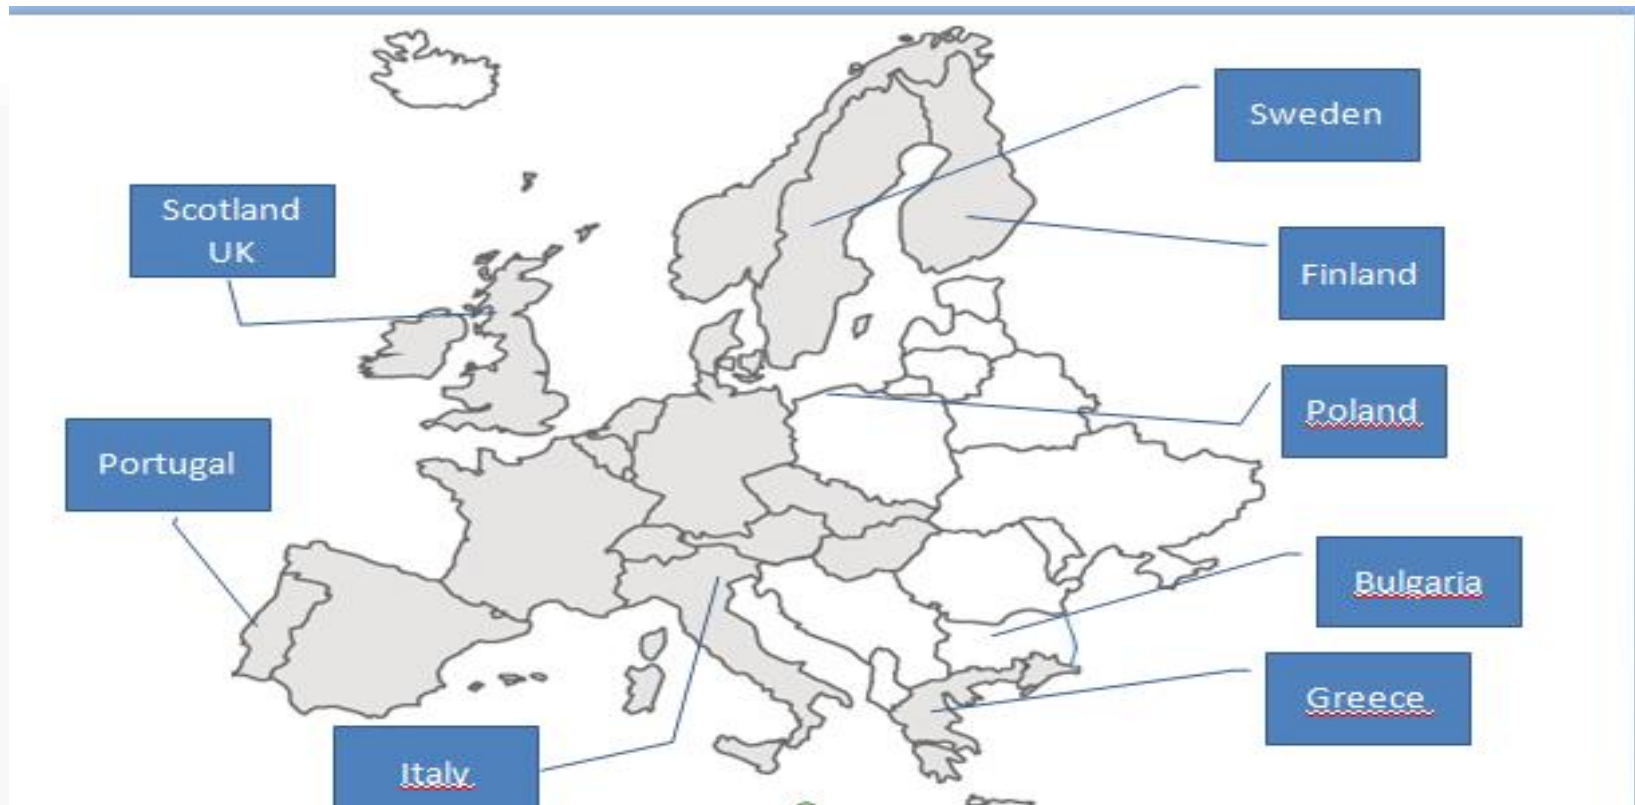 Sweden
Scotland
UK
Finland
Poland
Portugal
Bulgaria
Greece
Italy